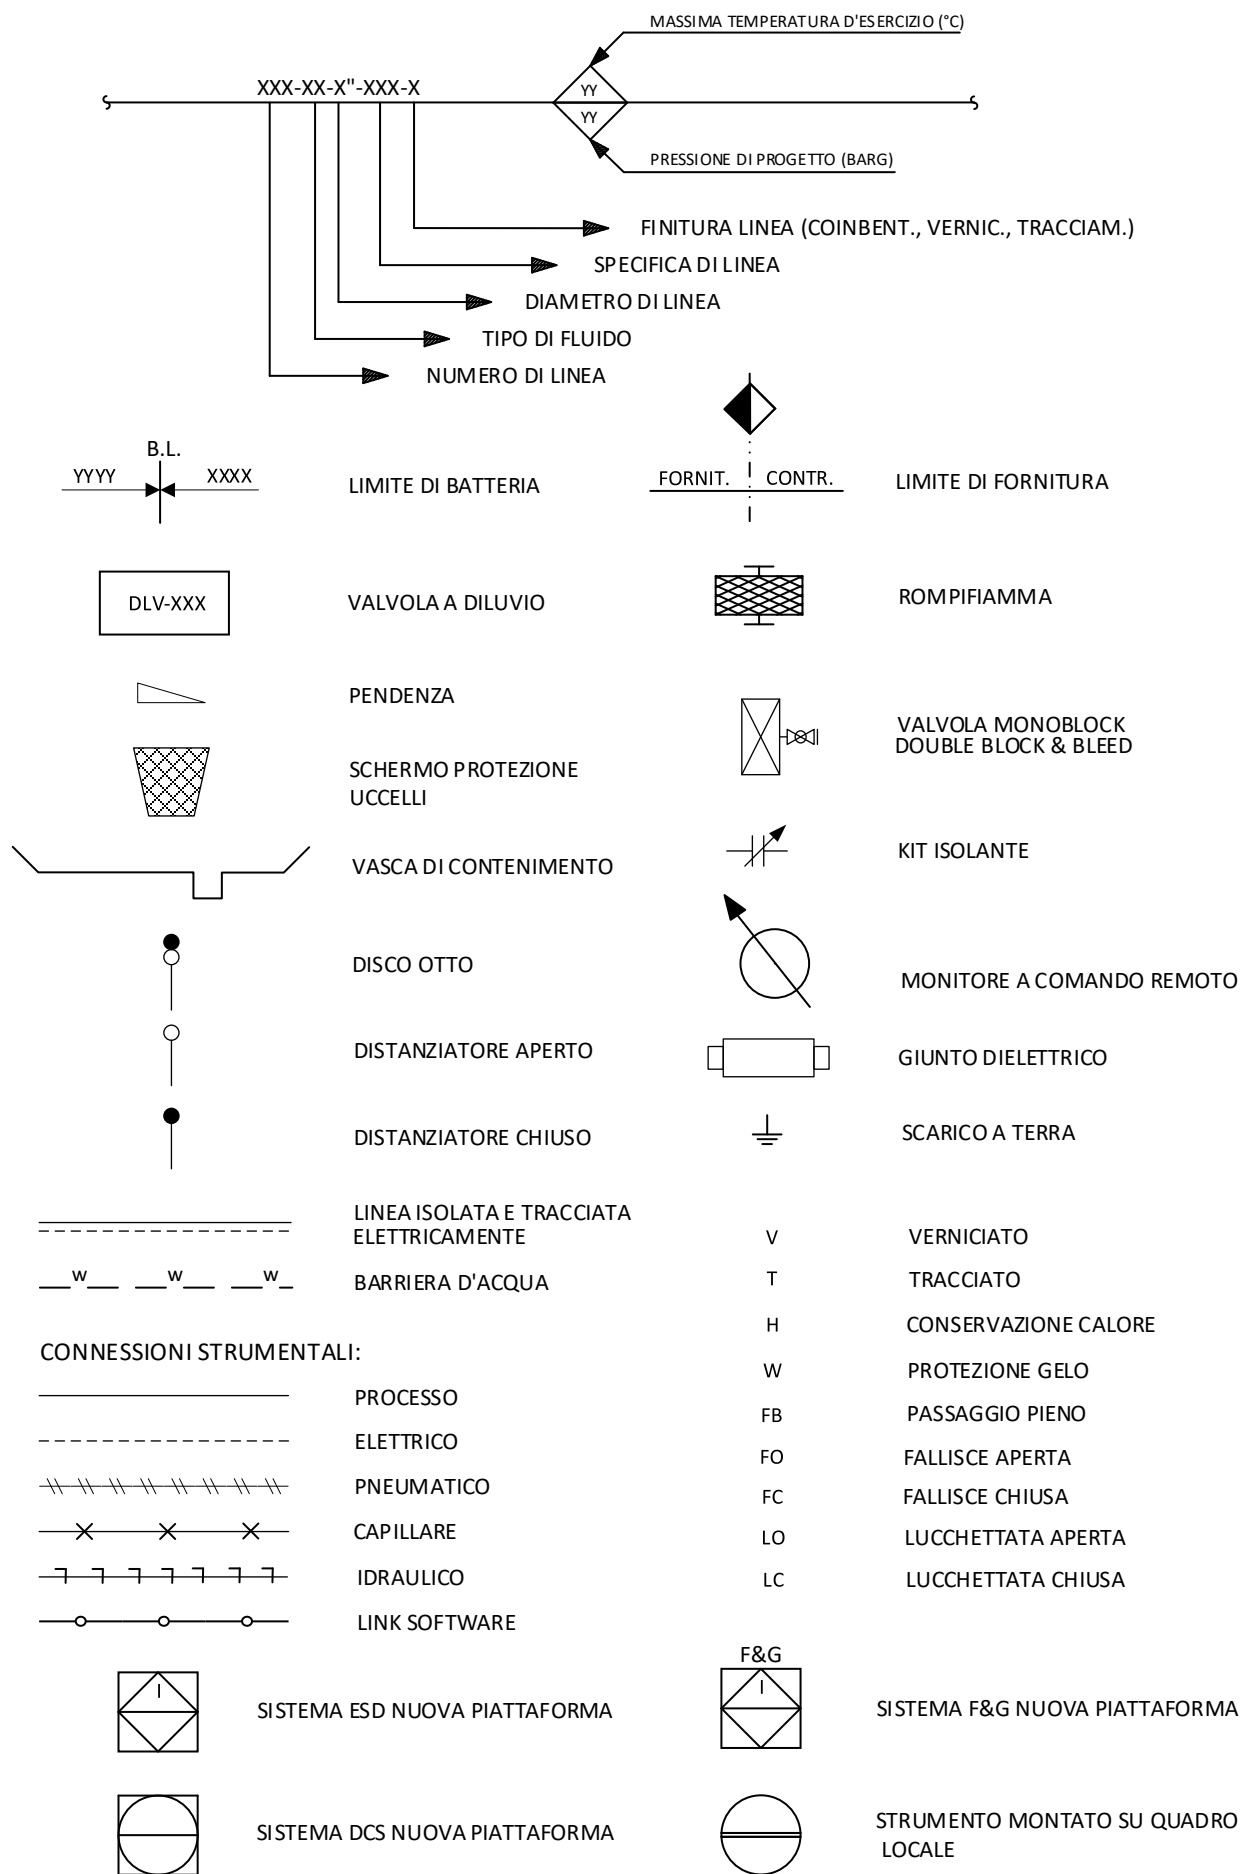 MASSIMA TEMPERATURA D'ESERCIZIO (°C)
XXX-XX-X"-XXX-X
YY
YY
PRESSIONE DI PROGETTO (BARG)
FINITURA LINEA (COINBENT., VERNIC., TRACCIAM.)
SPECIFICA DI LINEA
DIAMETRO DI LINEA
TIPO DI FLUIDO
NUMERO DI LINEA
B.L.
YYYY XXXX
LIMITE DI BATTERIA
FORNIT. CONTR.
LIMITE DI FORNITURA
DLV-XXX
VALVOLA A DILUVIO
ROMPIFIAMMA
PENDENZA
VALVOLA MONOBLOCK
DOUBLE BLOCK & BLEED
SCHERMO PROTEZIONE
UCCELLI
KIT ISOLANTE
VASCA DI CONTENIMENTO
DISCO OTTO
MONITORE A COMANDO REMOTO
DISTANZIATORE APERTO
GIUNTO DIELETTRICO
DISTANZIATORE CHIUSO
SCARICO A TERRA
LINEA ISOLATA E TRACCIATA
ELETTRICAMENTE
V VERNICIATO
W W W
BARRIERA D'ACQUA
T TRACCIATO
H CONSERVAZIONE CALORE
CONNESSIONI STRUMENTALI:
W PROTEZIONE GELO
PROCESSO
FB PASSAGGIO PIENO
ELETTRICO
FO FALLISCE APERTA
PNEUMATICO
FC FALLISCE CHIUSA
CAPILLARE
LO LUCCHETTATA APERTA
IDRAULICO
LC LUCCHETTATA CHIUSA
LINK SOFTWARE
I
SISTEMA ESD NUOVA PIATTAFORMA
F&G
I
SISTEMA F&G NUOVA PIATTAFORMA
SISTEMA DCS NUOVA PIATTAFORMA
STRUMENTO MONTATO SU QUADRO
LOCALE